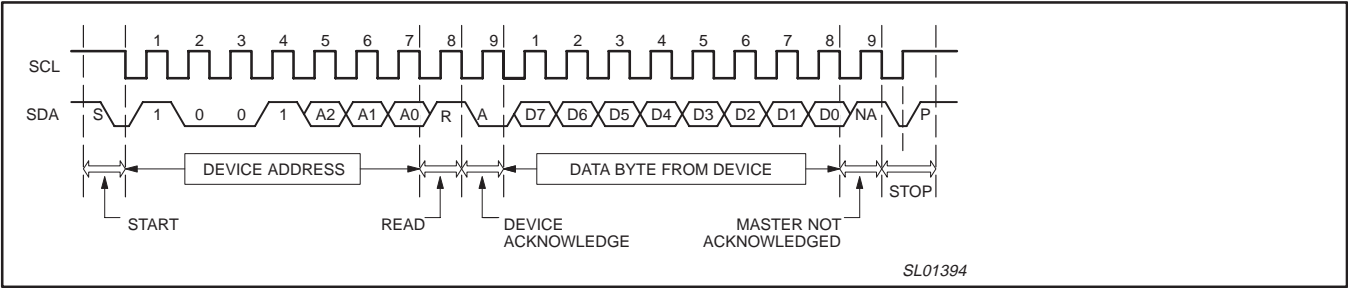 1 2 3 4 5 6 7 8 9 1 2 3 4 5 6 7 8 9
SCL
SDA S 1 0 0 1 A2 A1 A0 R A D7 D6 D5 D4 D3 D2 D1 D0 NA P
DEVICE ADDRESS DATA BYTE FROM DEVICE
STOP
START READ DEVICE MASTER NOT
ACKNOWLEDGE ACKNOWLEDGED
SL01394